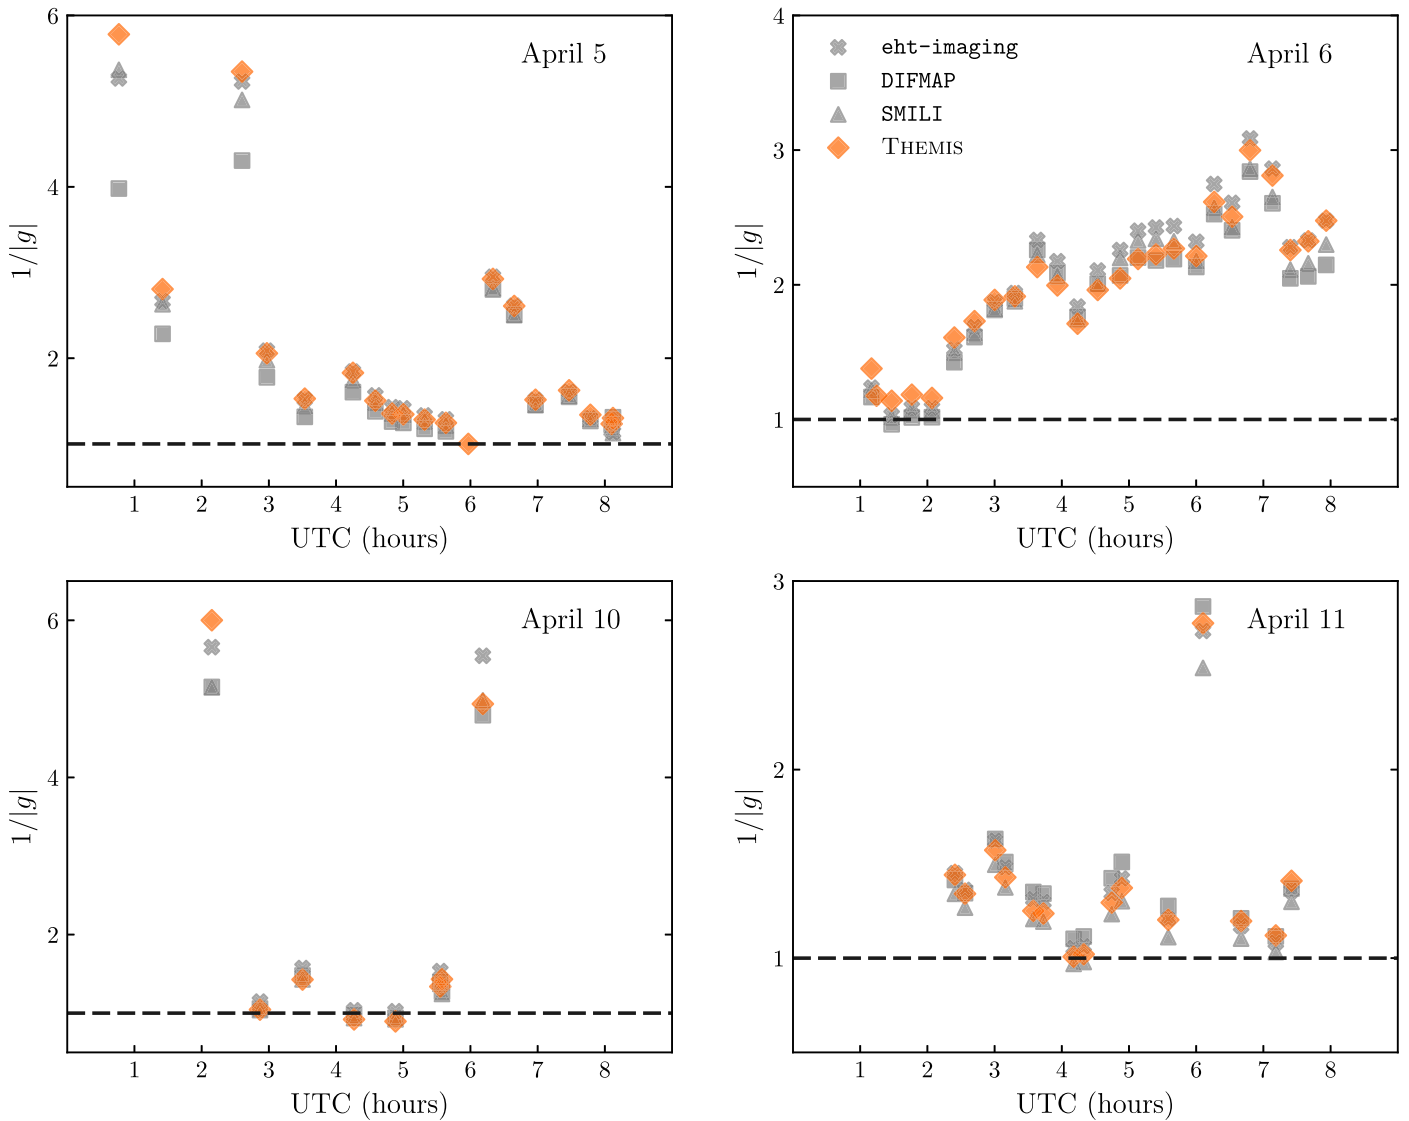 April 5
6
4
2
1/|g|
1 2 3 4 5 6 7 8
UTC (hours)
April 6
eht-imaging
DIFMAP
SMILI
Themis
4
3
2
1
1/|g|
1 2 3 4 5 6 7 8
UTC (hours)
April 10
6
4
2
1/|g|
1 2 3 4 5 6 7 8
UTC (hours)
April 11
3
2
1
1/|g|
1 2 3 4 5 6 7 8
UTC (hours)